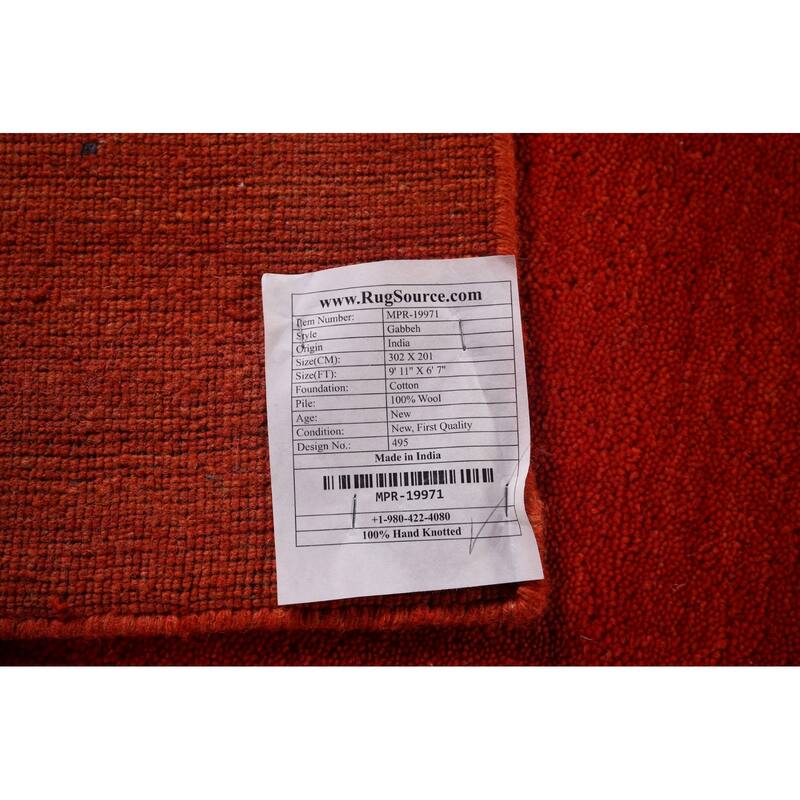 www.RugSource.com
Item Number: MPR-19971
Style Gabbeh
Origin India
Size(CM): 302 X 201
Size(FT): 9' 11" X 6' 7"
Foundation: Cotton
Pile: 100% Wool
Age: New
Condition: New, First Quality
Design No.: 495
Made in India
MPR-19971
+1-980-422-4080
100% Hand Knotted